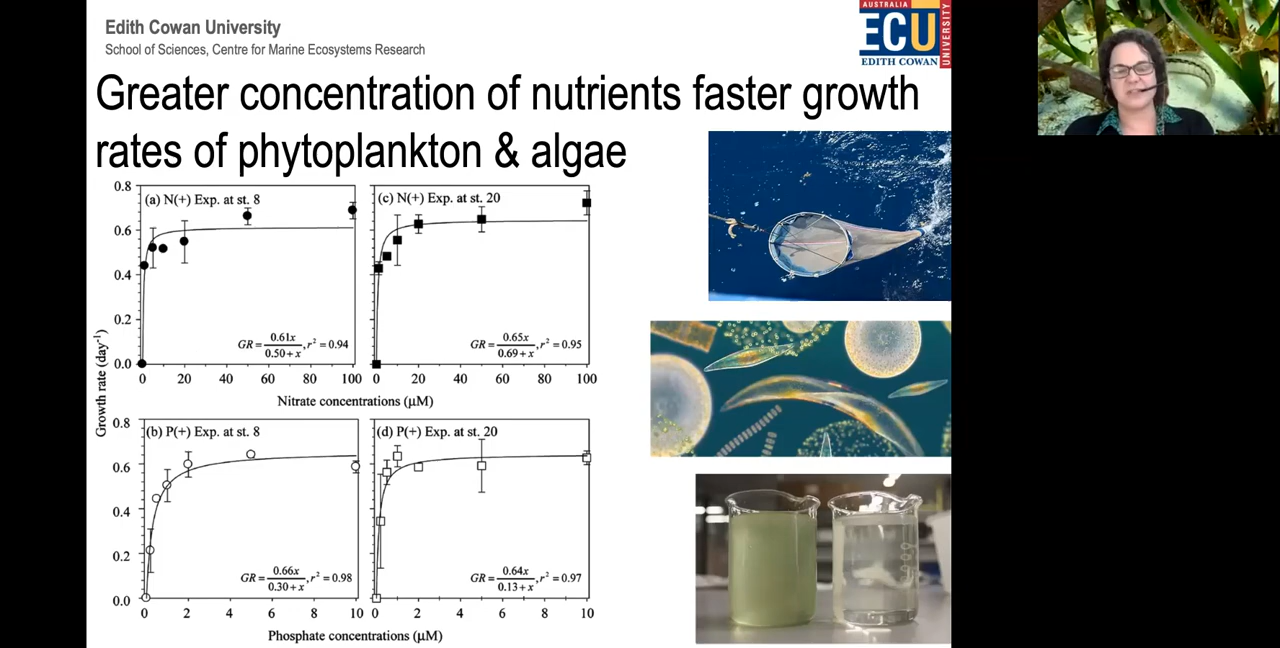 Edith Cowan University
School of Sciences, Centre for Marine Ecosystems Research
AUSTRALIA
ECU
EDITH COWAN
UNIVERSITY
Greater concentration of nutrients faster growth
rates of phytoplankton & algae
Growth rate (day⁻¹)
0.8
0.6
0.4
0.2
0.0
(a) N(+) Exp. at st. 8
GR = 0.61x / 0.50+x, r² = 0.94
0 20 40 60 80 100
(c) N(+) Exp. at st. 20
GR = 0.65x / 0.69+x, r² = 0.95
0 20 40 60 80 100
Nitrate concentrations (μM)
0.8
0.6
0.4
0.2
0.0
(b) P(+) Exp. at st. 8
GR = 0.66x / 0.30+x, r² = 0.98
0 2 4 6 8 10
(d) P(+) Exp. at st. 20
GR = 0.64x / 0.13+x, r² = 0.97
0 2 4 6 8 10
Phosphate concentrations (μM)